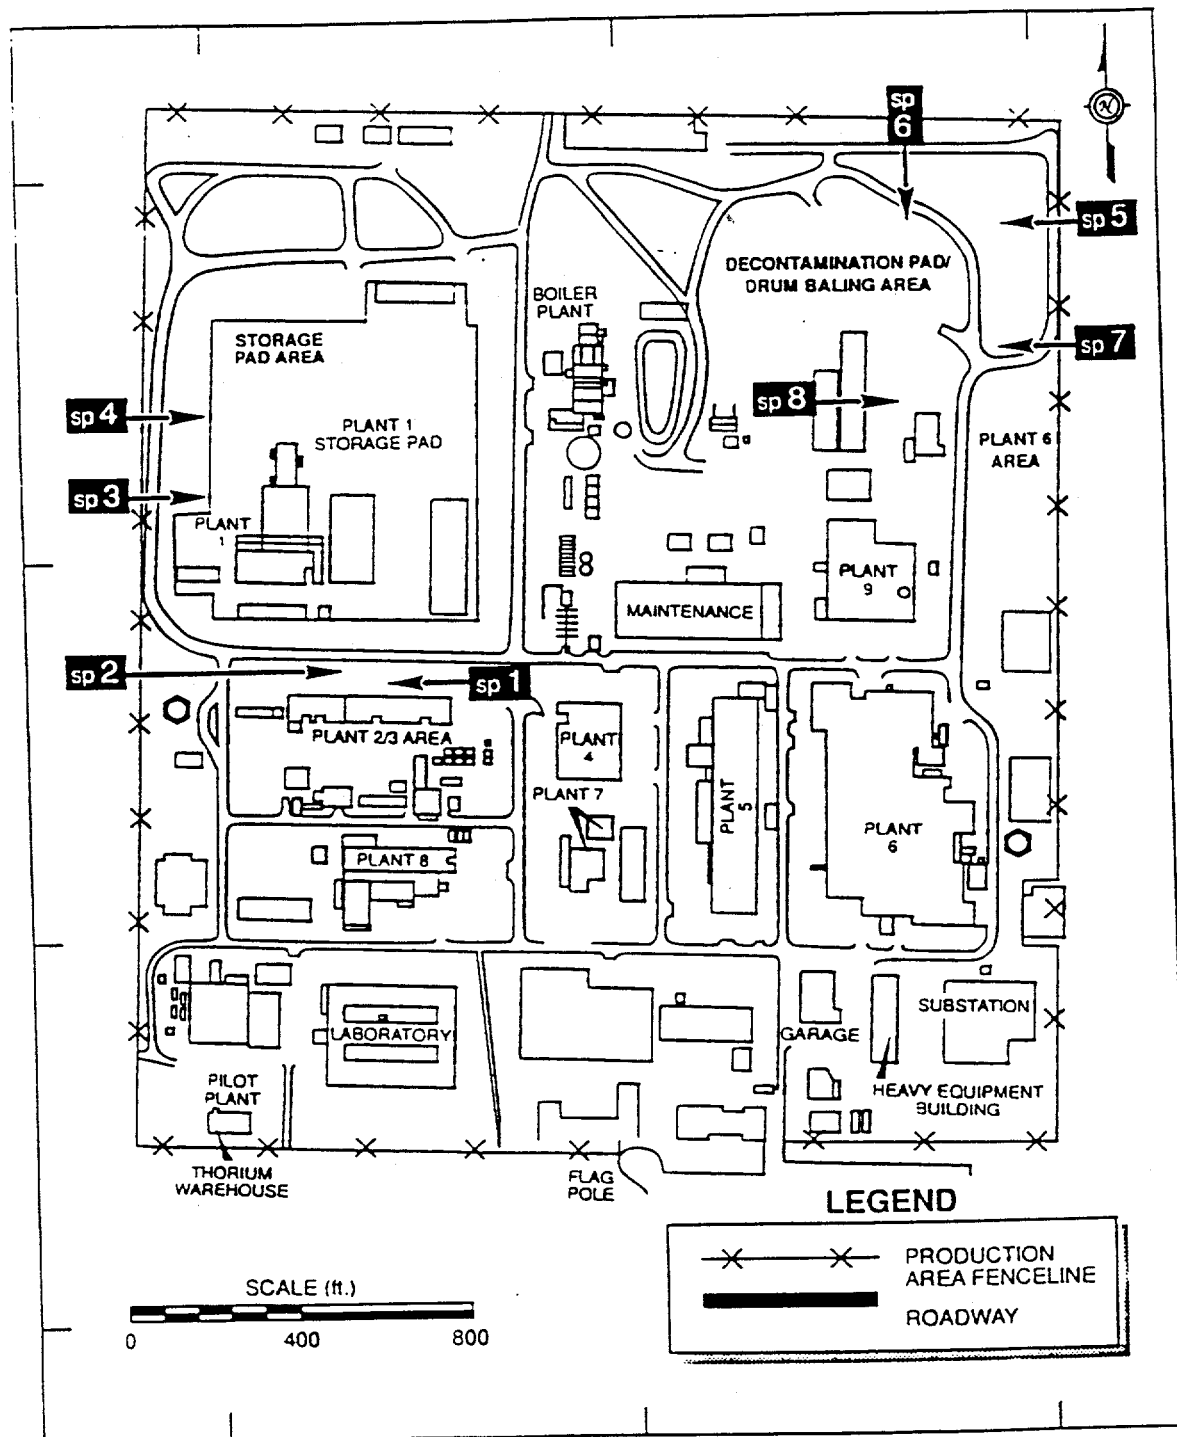 N
sp
6
sp 5
DECONTAMINATION PAD/
DRUM BALING AREA
BOILER
PLANT
STORAGE
PAD AREA
sp 7
sp 4
sp 8
PLANT 1
STORAGE PAD
PLANT 6
AREA
sp 3
PLANT
1
8
PLANT
9
MAINTENANCE
sp 2
sp 1
PLANT 2/3 AREA
PLANT
4
PLANT 7
PLANT
5
PLANT
6
PLANT 8
LABORATORY
GARAGE
SUBSTATION
PILOT
PLANT
HEAVY EQUIPMENT
BUILDING
THORIUM
WAREHOUSE
FLAG
POLE
LEGEND
PRODUCTION
AREA FENCELINE
ROADWAY
SCALE (ft.)
0 400 800